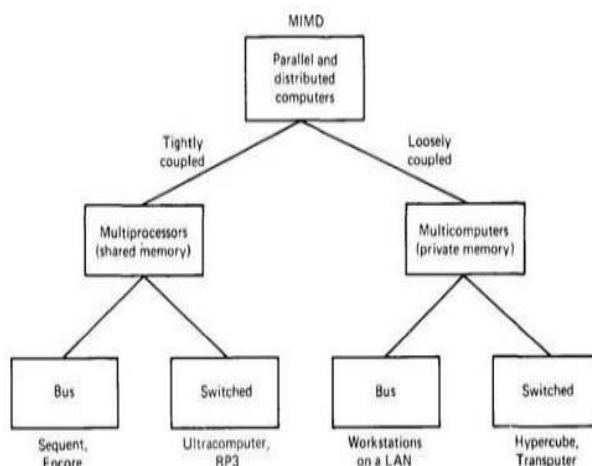 MIMD
Parallel and
distributed
computers
Tightly
coupled
Loosely
coupled
Multiprocessors
(shared memory)
Multicomputers
(private memory)
Bus
Switched
Bus
Switched
Sequent,
Encore
Ultracomputer,
RP3
Workstations
on a LAN
Hypercube,
Transputer